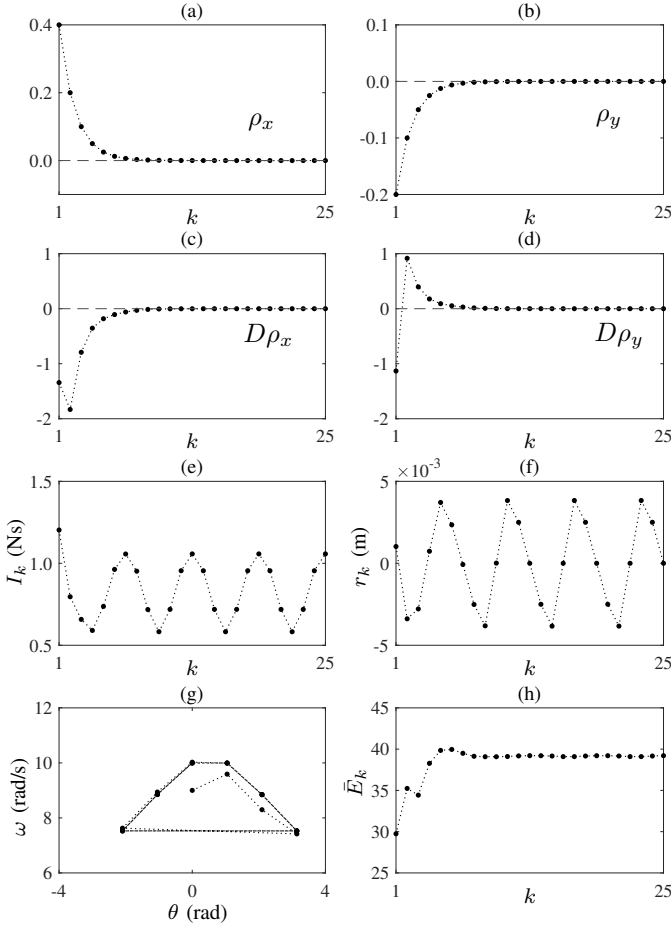 (a) (b)
0.4 0.1
0.2 0.0
ρx ρy
0.0 -0.1
-0.2
1 k 25 1 k 25
(c) (d)
1 1
0 0
Dρx Dρy
-1 -1
-2 -2
1 k 25 1 k 25
(e) ×10⁻³ (f)
1.5 5
Ik (Ns) 1.0 rk (m) 0
0.5 -5
1 k 25 1 k 25
(g) (h)
12 45
40
10
ω (rad/s) Ēk 35
8
30
6 25
-4 0 4 1 k 25
θ (rad)